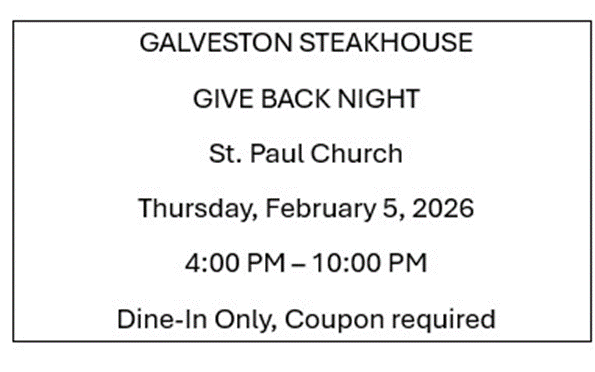 GALVESTON STEAKHOUSE
GIVE BACK NIGHT
St. Paul Church
Thursday, February 5, 2026
4:00 PM – 10:00 PM
Dine-In Only, Coupon required